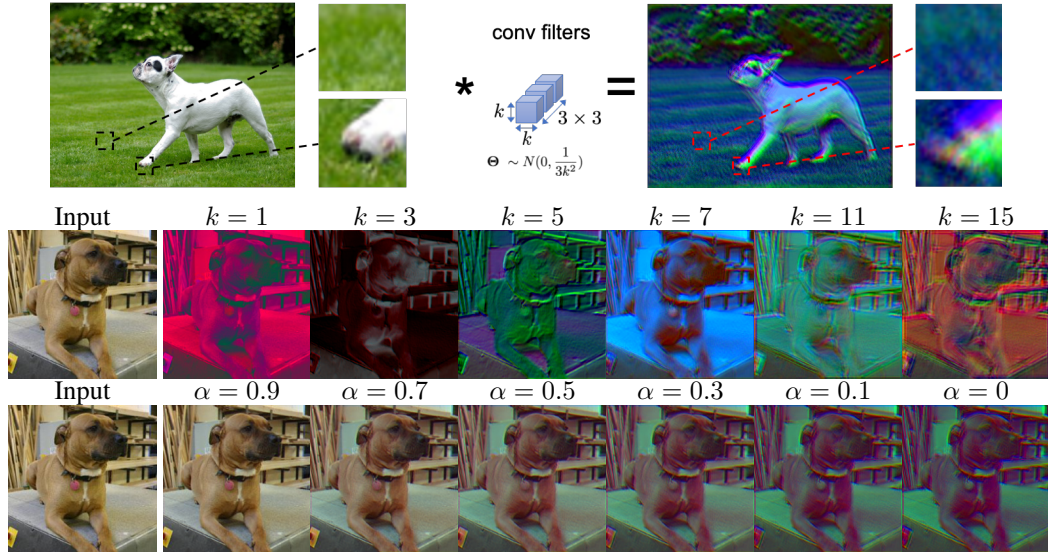 conv filters
*
=
k
k
3 × 3
Θ ∼ N(0, 1/3k²)
Input k = 1 k = 3 k = 5 k = 7 k = 11 k = 15
Input α = 0.9 α = 0.7 α = 0.5 α = 0.3 α = 0.1 α = 0